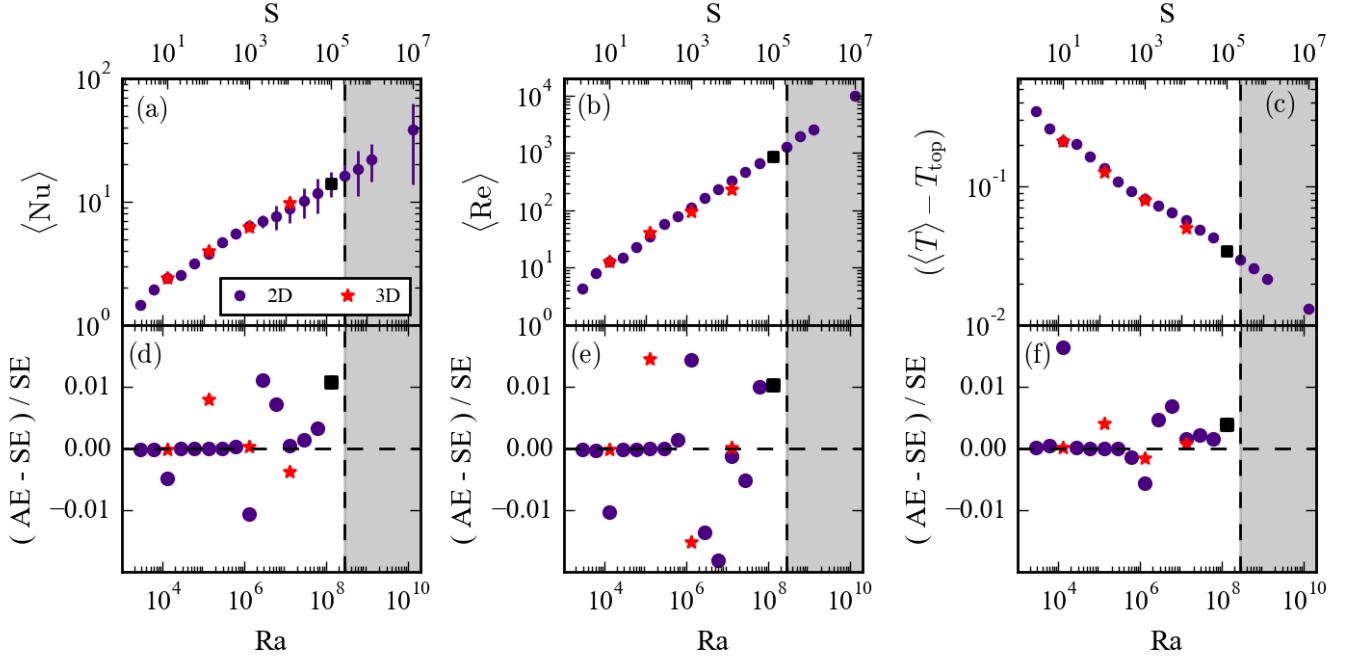 S S S
10^1 10^3 10^5 10^7 10^1 10^3 10^5 10^7 10^1 10^3 10^5 10^7
(a)
⟨Nu⟩
10^2
10^1
10^0
2D 3D
(b)
⟨Re⟩
10^4
10^3
10^2
10^1
10^0
(c)
(⟨T⟩ − T_top)
10^-1
10^-2
(d)
( AE - SE ) / SE
0.01
0.00
−0.01
(e)
( AE - SE ) / SE
0.01
0.00
−0.01
(f)
( AE - SE ) / SE
0.01
0.00
−0.01
10^4 10^6 10^8 10^10 10^4 10^6 10^8 10^10 10^4 10^6 10^8 10^10
Ra Ra Ra